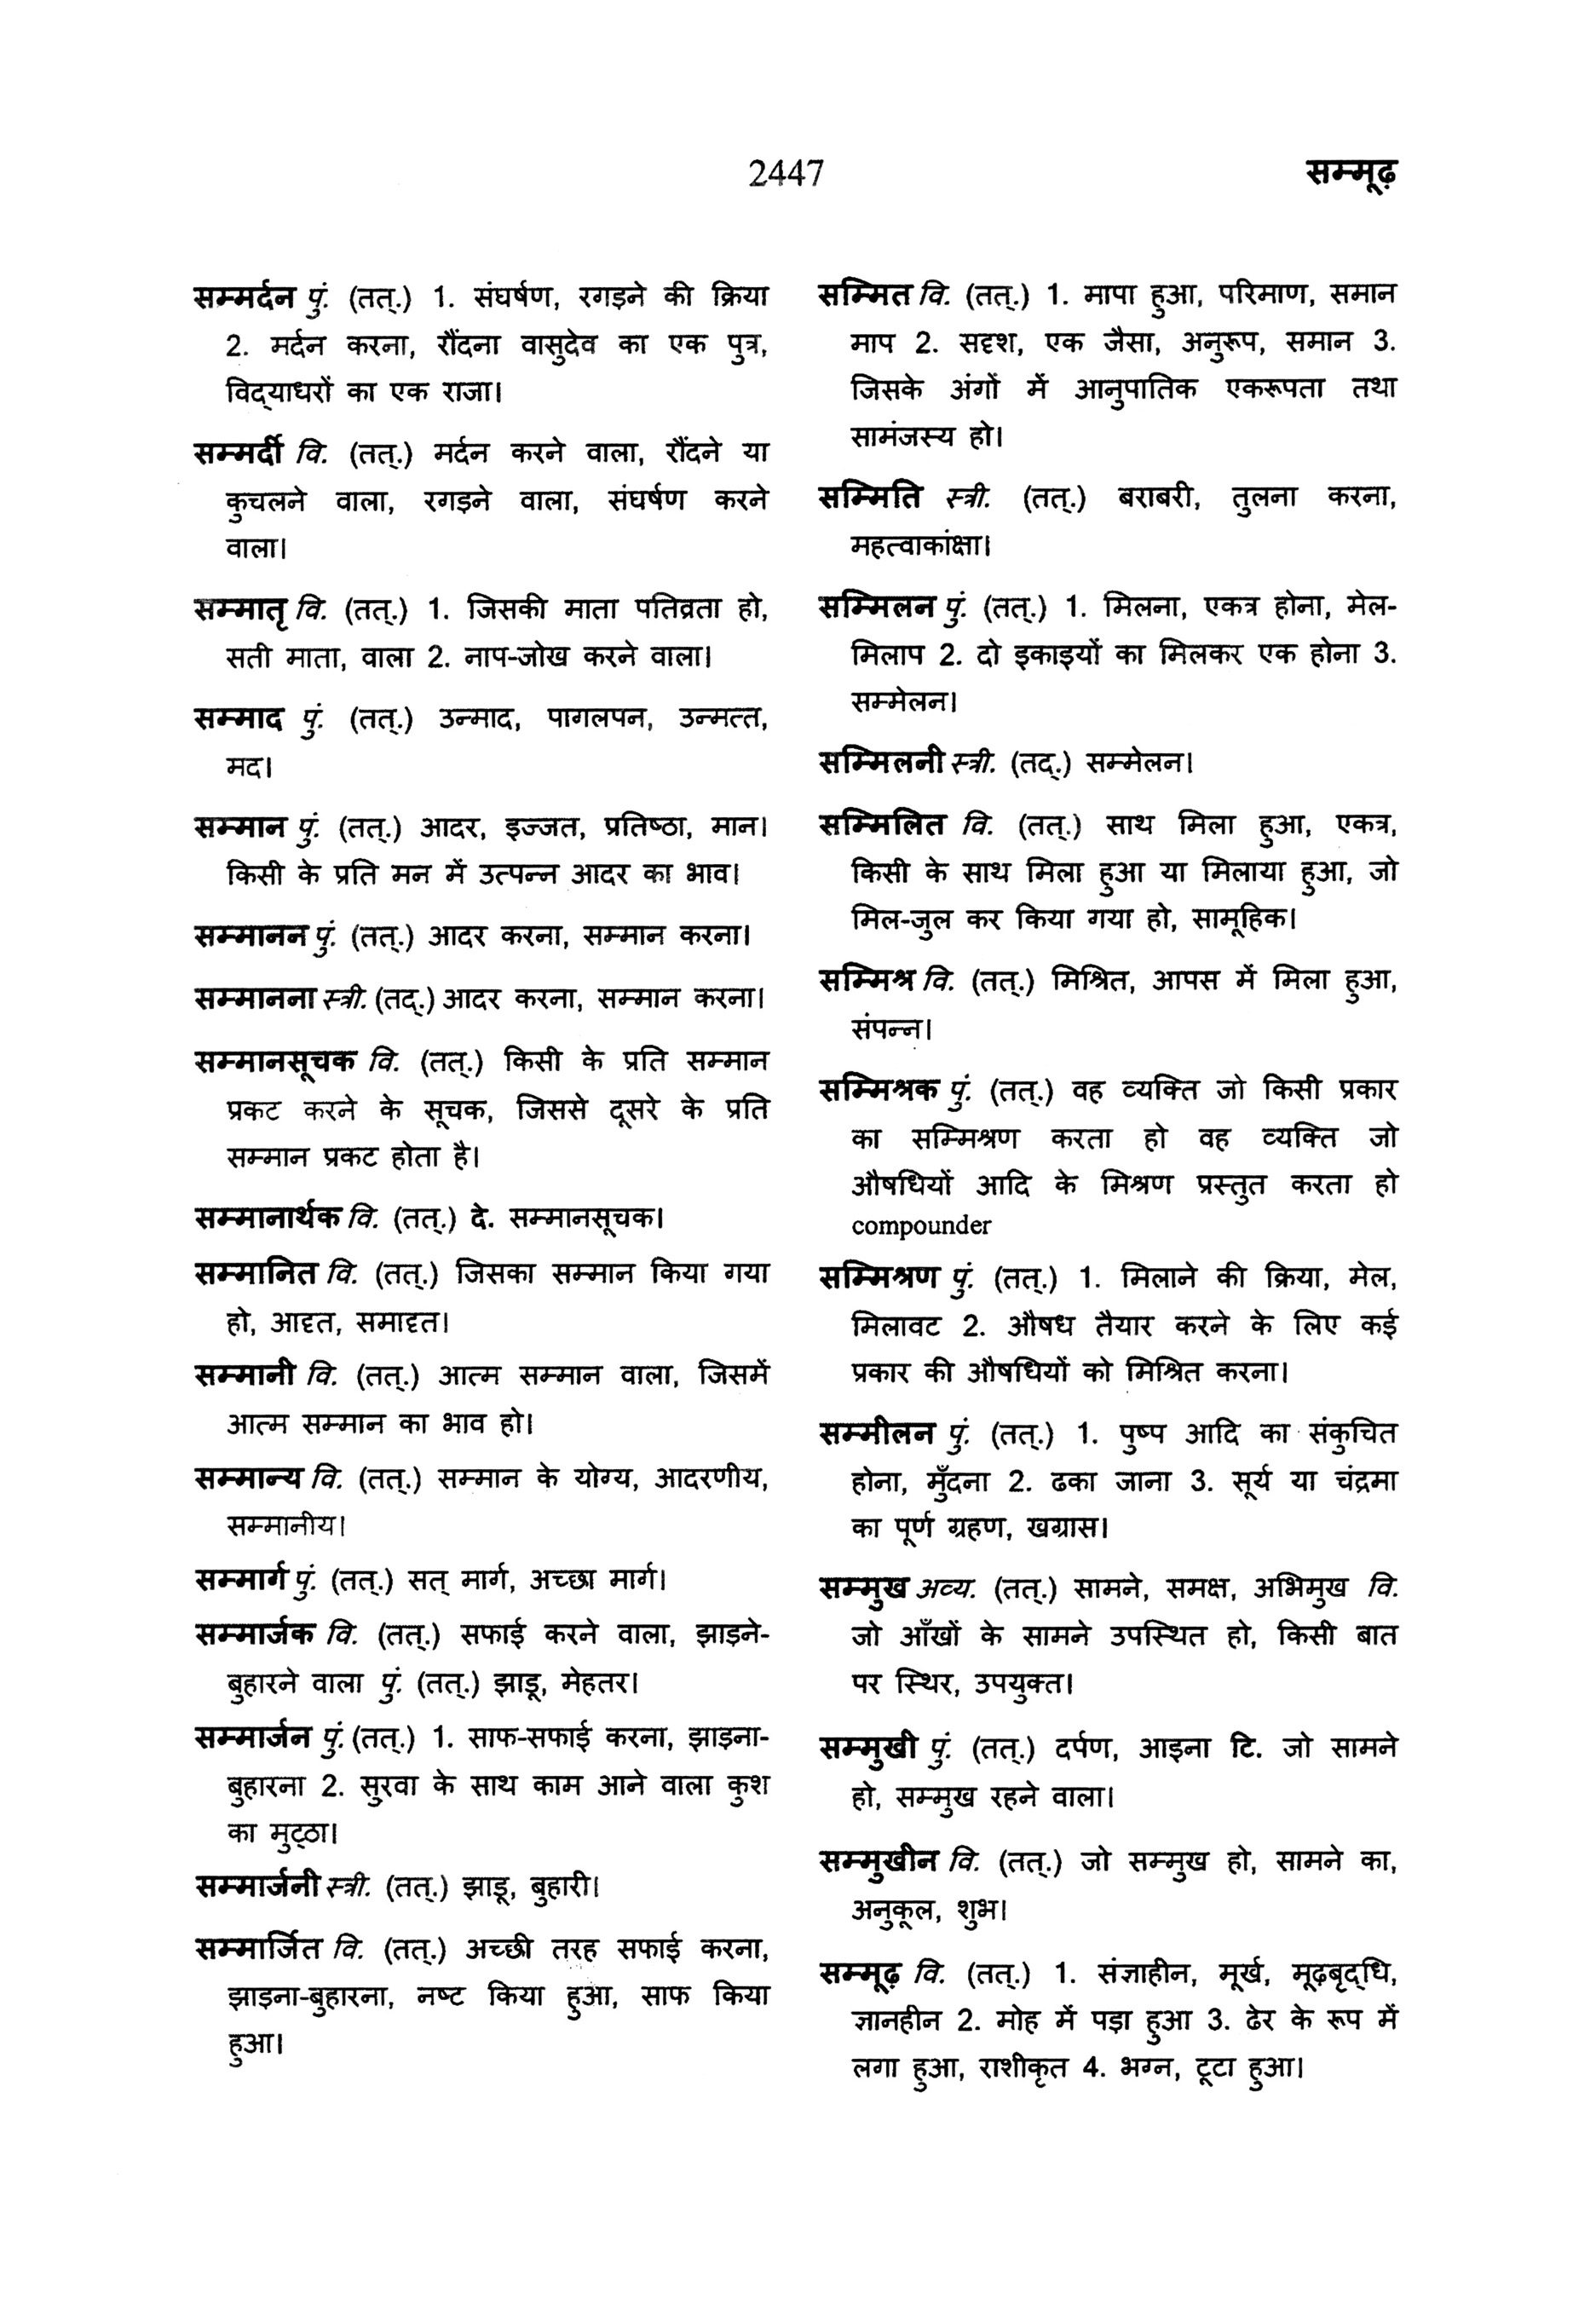 2447
सम्मूढ़
सम्मर्दन पुं. (तत्.) 1. संघर्षण, रगड़ने की क्रिया
2. मर्दन करना, रौंदना वासुदेव का एक पुत्र,
विद्‌याधरों का एक राजा।
सम्मर्दी वि. (तत्.) मर्दन करने वाला, रौंदने या
कुचलने वाला, रगड़ने वाला, संघर्षण करने
वाला।
सम्मातृ वि. (तत्.) 1. जिसकी माता पतिव्रता हो,
सती माता, वाला 2. नाप-जोख करने वाला।
सम्माद पुं. (तत्.) उन्माद, पागलपन, उन्मत्त,
मद।
सम्मान पुं. (तत्.) आदर, इज्जत, प्रतिष्ठा, मान।
किसी के प्रति मन में उत्पन्न आदर का भाव।
सम्मानन पुं. (तत्.) आदर करना, सम्मान करना।
सम्मानना स्त्री. (तद्.) आदर करना, सम्मान करना।
सम्मानसूचक वि. (तत्.) किसी के प्रति सम्मान
प्रकट करने के सूचक, जिससे दूसरे के प्रति
सम्मान प्रकट होता है।
सम्मानार्थक वि. (तत्.) दे. सम्मानसूचक।
सम्मानित वि. (तत्.) जिसका सम्मान किया गया
हो, आदृत, समादृत।
सम्मानी वि. (तत्.) आत्म सम्मान वाला, जिसमें
आत्म सम्मान का भाव हो।
सम्मान्य वि. (तत्.) सम्मान के योग्य, आदरणीय,
सम्मानीय।
सम्मार्ग पुं. (तत्.) सत् मार्ग, अच्छा मार्ग।
सम्मार्जक वि. (तत्.) सफाई करने वाला, झाड़ने-
बुहारने वाला पुं. (तत्.) झाडू, मेहतर।
सम्मार्जन पुं. (तत्.) 1. साफ-सफाई करना, झाड़ना-
बुहारना 2. सुरवा के साथ काम आने वाला कुश
का मुट्‌ठा।
सम्मार्जनी स्त्री. (तत्.) झाडू, बुहारी।
सम्मार्जित वि. (तत्.) अच्छी तरह सफाई करना,
झाड़ना-बुहारना, नष्ट किया हुआ, साफ किया
हुआ।
सम्मित वि. (तत्.) 1. मापा हुआ, परिमाण, समान
माप 2. सदृश, एक जैसा, अनुरूप, समान 3.
जिसके अंगों में आनुपातिक एकरूपता तथा
सामंजस्य हो।
सम्मिति स्त्री. (तत्.) बराबरी, तुलना करना,
महत्वाकांक्षा।
सम्मिलन पुं. (तत्.) 1. मिलना, एकत्र होना, मेल-
मिलाप 2. दो इकाइयों का मिलकर एक होना 3.
सम्मेलन।
सम्मिलनी स्त्री. (तद्.) सम्मेलन।
सम्मिलित वि. (तत्.) साथ मिला हुआ, एकत्र,
किसी के साथ मिला हुआ या मिलाया हुआ, जो
मिल-जुल कर किया गया हो, सामूहिक।
सम्मिश्र वि. (तत्.) मिश्रित, आपस में मिला हुआ,
संपन्न।
सम्मिश्रक पुं. (तत्.) वह व्यक्ति जो किसी प्रकार
का सम्मिश्रण करता हो वह व्यक्ति जो
औषधियों आदि के मिश्रण प्रस्तुत करता हो
compounder
सम्मिश्रण पुं. (तत्.) 1. मिलाने की क्रिया, मेल,
मिलावट 2. औषध तैयार करने के लिए कई
प्रकार की औषधियों को मिश्रित करना।
सम्मीलन पुं. (तत्.) 1. पुष्प आदि का संकुचित
होना, मुँदना 2. ढका जाना 3. सूर्य या चंद्रमा
का पूर्ण ग्रहण, खग्रास।
सम्मुख अव्य. (तत्.) सामने, समक्ष, अभिमुख वि.
जो आँखों के सामने उपस्थित हो, किसी बात
पर स्थिर, उपयुक्त।
सम्मुखी पुं. (तत्.) दर्पण, आइना टि. जो सामने
हो, सम्मुख रहने वाला।
सम्मुखीन वि. (तत्.) जो सम्मुख हो, सामने का,
अनुकूल, शुभ।
सम्मूढ़ वि. (तत्.) 1. संज्ञाहीन, मूर्ख, मूढ़बृद्‌धि,
ज्ञानहीन 2. मोह में पड़ा हुआ 3. ढेर के रूप में
लगा हुआ, राशीकृत 4. भग्न, टूटा हुआ।